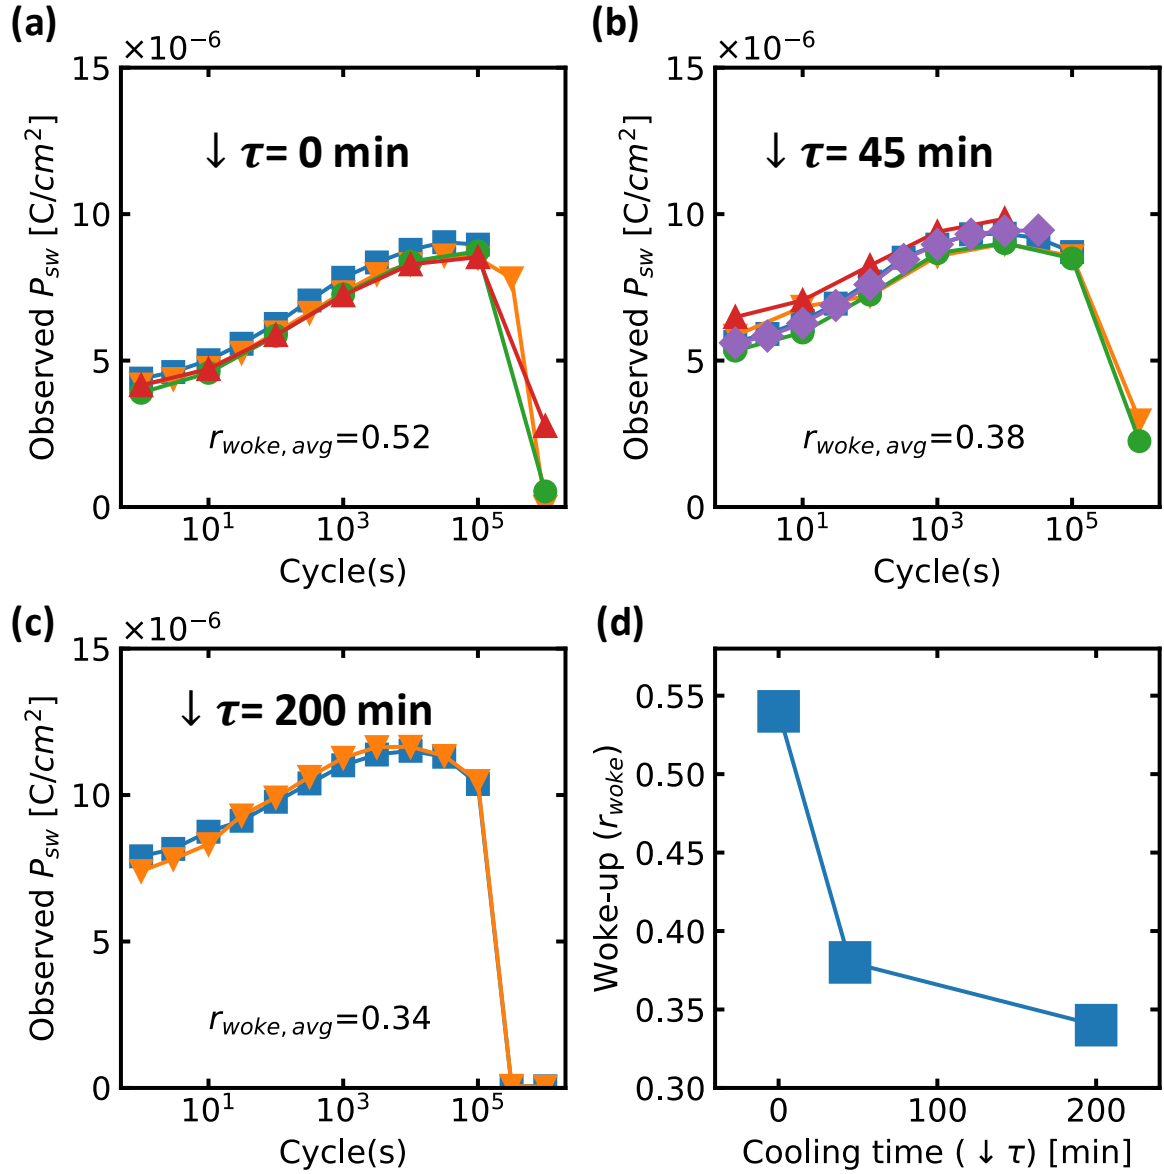 (a)
×10⁻⁶
15
10
5
0
Observed P_sw [C/cm²]
↓ τ= 0 min
r_woke, avg=0.52
10¹ 10³ 10⁵
Cycle(s)
(b)
×10⁻⁶
15
10
5
0
Observed P_sw [C/cm²]
↓ τ= 45 min
r_woke, avg=0.38
10¹ 10³ 10⁵
Cycle(s)
(c)
×10⁻⁶
15
10
5
0
Observed P_sw [C/cm²]
↓ τ= 200 min
r_woke, avg=0.34
10¹ 10³ 10⁵
Cycle(s)
(d)
0.55
0.50
0.45
0.40
0.35
0.30
Woke-up (r_woke)
0 100 200
Cooling time ( ↓ τ) [min]